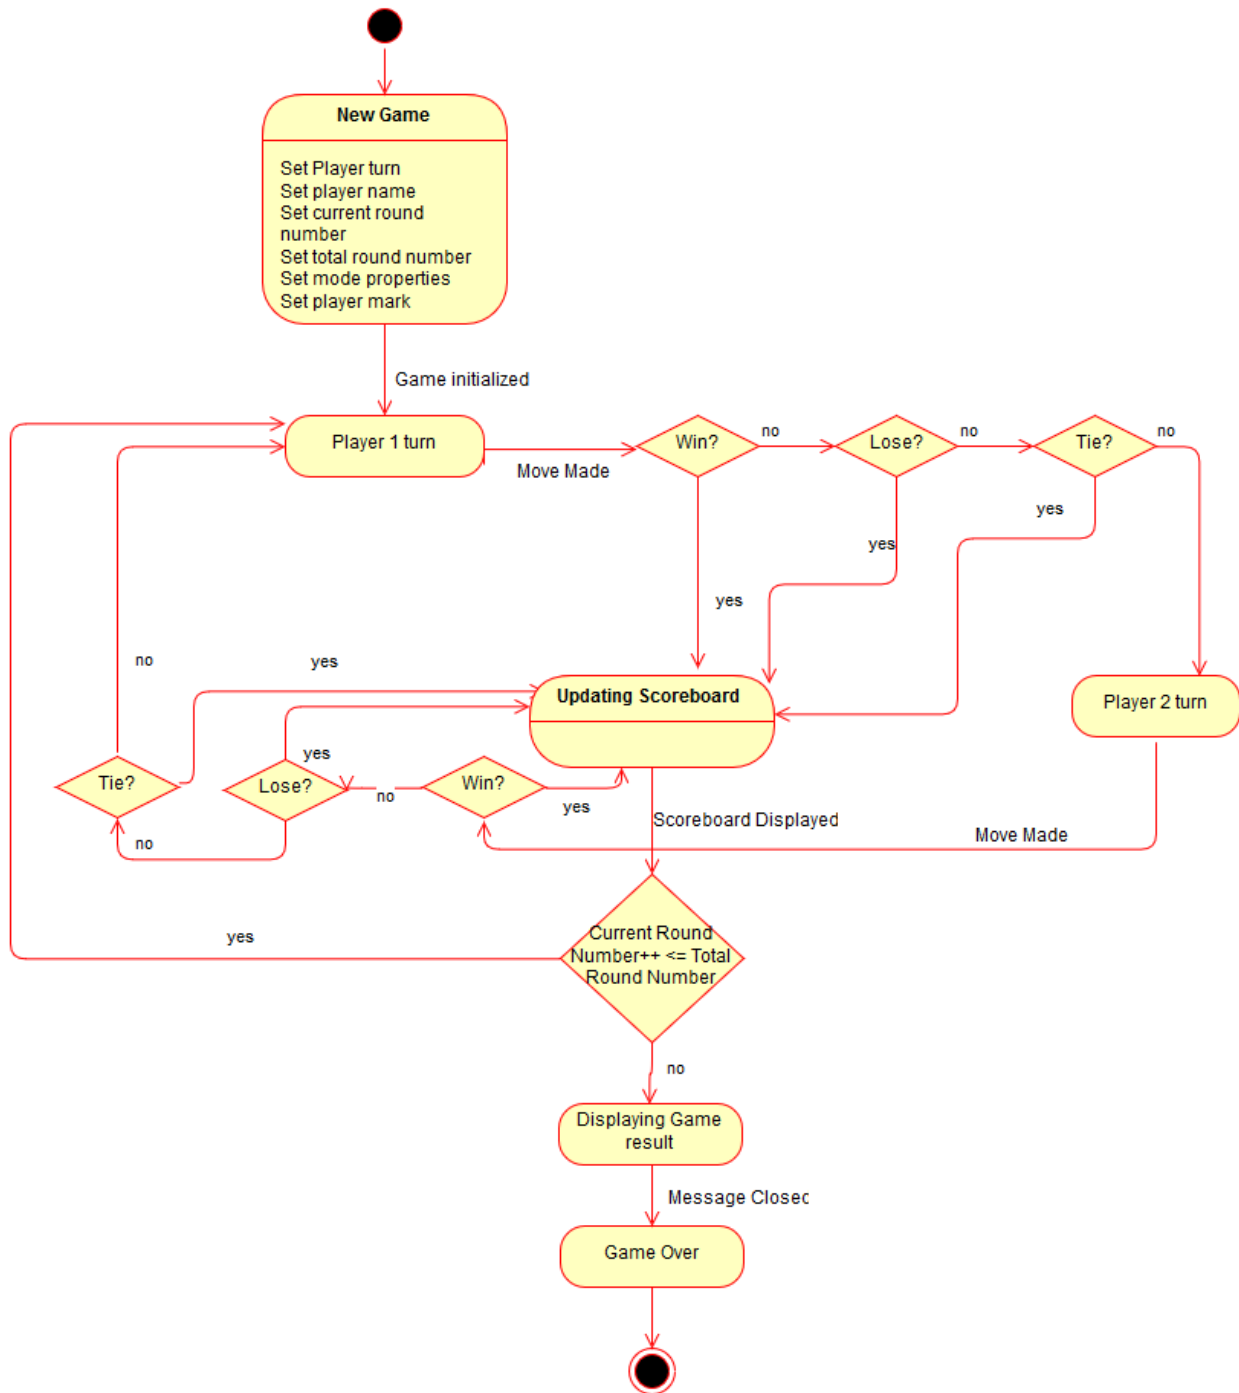 New Game
Set Player turn
Set player name
Set current round
number
Set total round number
Set mode properties
Set player mark
Game initialized
Player 1 turn
Move Made
Win?
no
Lose?
no
Tie?
no
yes
yes
yes
no
yes
Updating Scoreboard
Player 2 turn
Tie?
Lose?
yes
no
Win?
yes
no
Scoreboard Displayed
Move Made
yes
Current Round
Number++ <= Total
Round Number
no
Displaying Game
result
Message Closed
Game Over